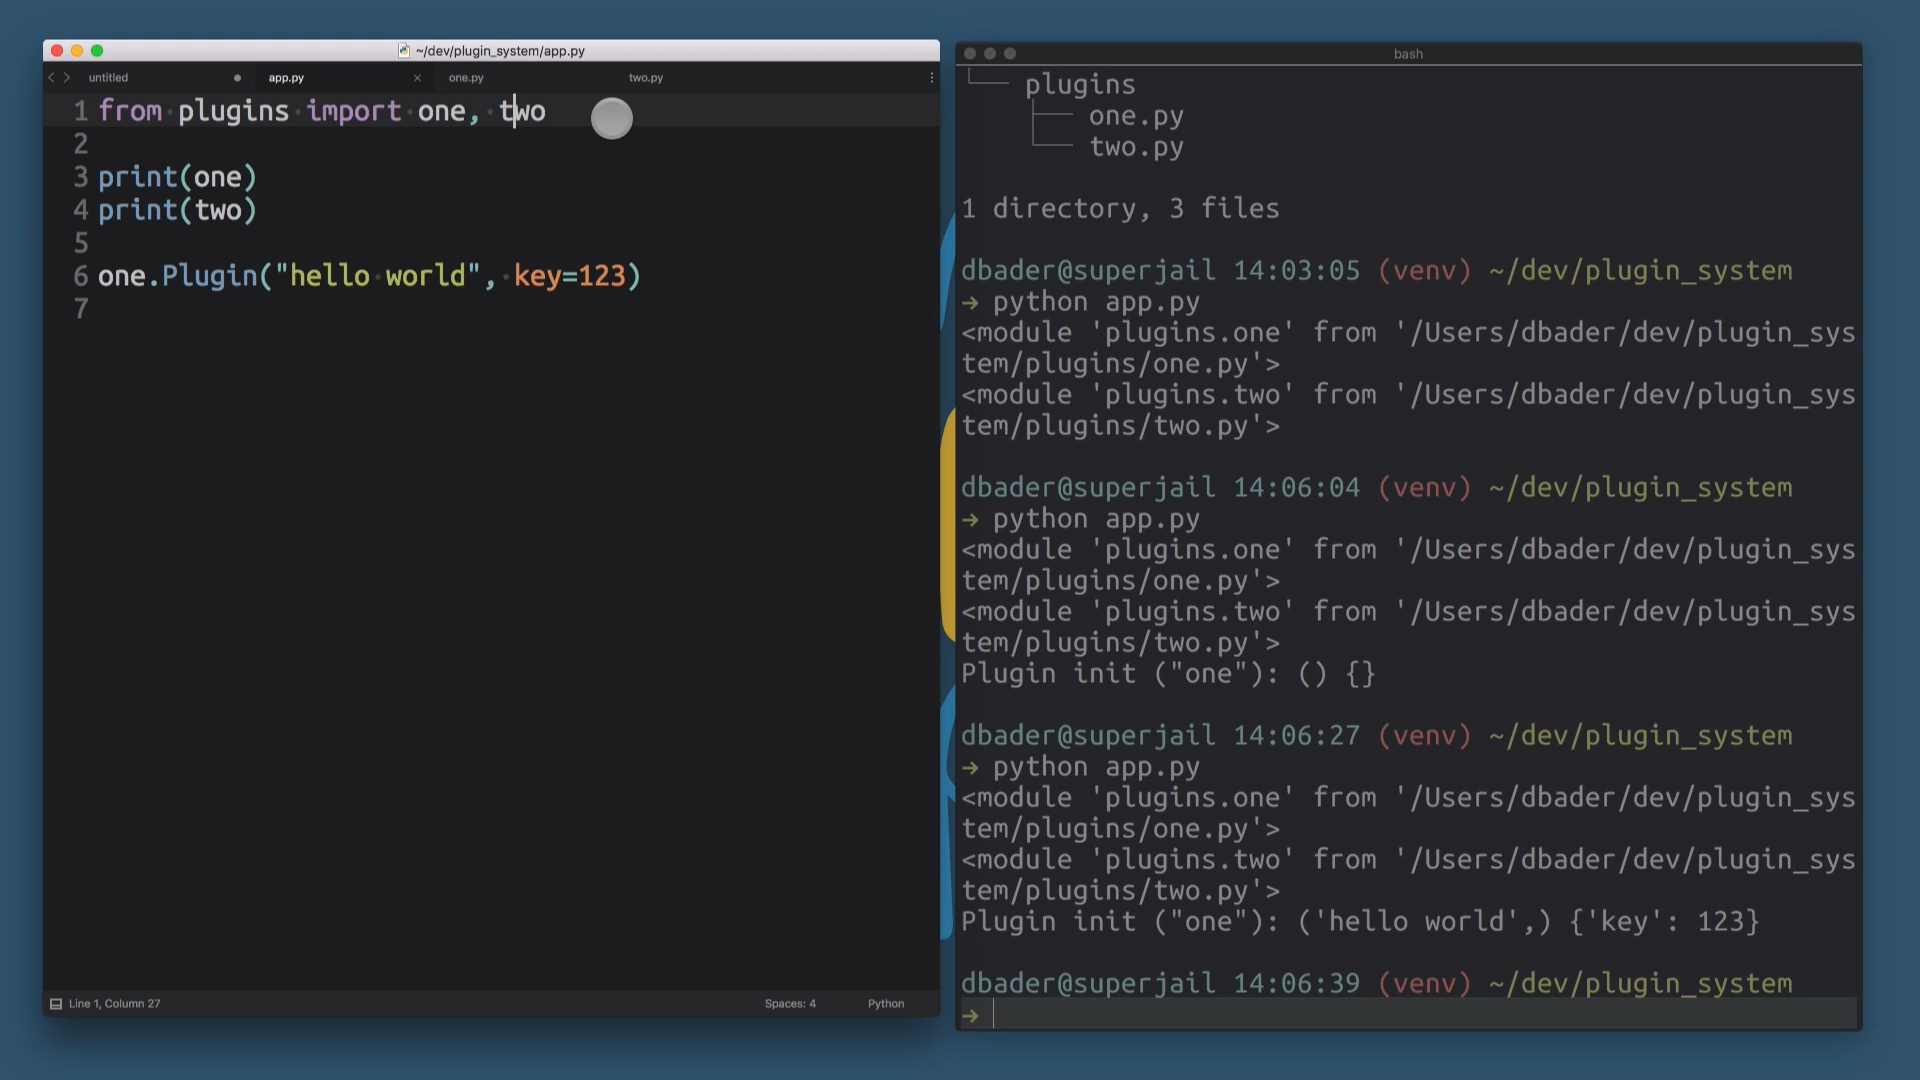 ~/dev/plugin_system/app.py
untitled
app.py
one.py
two.py
1 from plugins import one, two
2
3 print(one)
4 print(two)
5
6 one.Plugin("hello world", key=123)
7
Line 1, Column 27
Spaces: 4
Python
bash
plugins
one.py
two.py
1 directory, 3 files
dbader@superjail 14:03:05 (venv) ~/dev/plugin_system
→ python app.py
<module 'plugins.one' from '/Users/dbader/dev/plugin_sys
tem/plugins/one.py'>
<module 'plugins.two' from '/Users/dbader/dev/plugin_sys
tem/plugins/two.py'>
dbader@superjail 14:06:04 (venv) ~/dev/plugin_system
→ python app.py
<module 'plugins.one' from '/Users/dbader/dev/plugin_sys
tem/plugins/one.py'>
<module 'plugins.two' from '/Users/dbader/dev/plugin_sys
tem/plugins/two.py'>
Plugin init ("one"): () {}
dbader@superjail 14:06:27 (venv) ~/dev/plugin_system
→ python app.py
<module 'plugins.one' from '/Users/dbader/dev/plugin_sys
tem/plugins/one.py'>
<module 'plugins.two' from '/Users/dbader/dev/plugin_sys
tem/plugins/two.py'>
Plugin init ("one"): ('hello world',) {'key': 123}
dbader@superjail 14:06:39 (venv) ~/dev/plugin_system
→